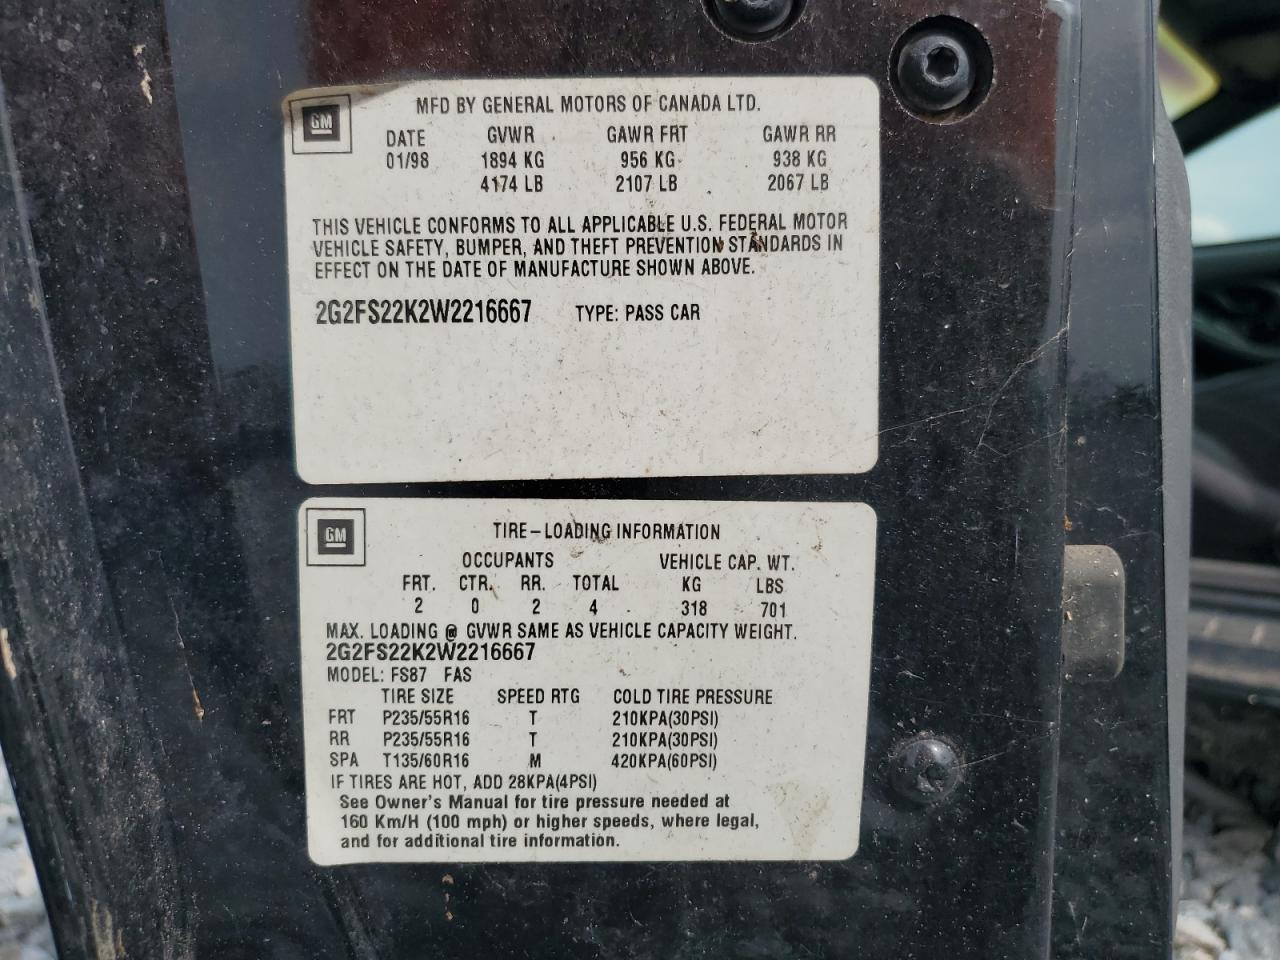 GM
MFD BY GENERAL MOTORS OF CANADA LTD.
DATE GVWR GAWR FRT GAWR RR
01/98 1894 KG 956 KG 938 KG
4174 LB 2107 LB 2067 LB
THIS VEHICLE CONFORMS TO ALL APPLICABLE U.S. FEDERAL MOTOR
VEHICLE SAFETY, BUMPER, AND THEFT PREVENTION STANDARDS IN
EFFECT ON THE DATE OF MANUFACTURE SHOWN ABOVE.
2G2FS22K2W2216667 TYPE: PASS CAR
GM
TIRE-LOADING INFORMATION
OCCUPANTS VEHICLE CAP. WT.
FRT. CTR. RR. TOTAL KG LBS
2 0 2 4 318 701
MAX. LOADING @ GVWR SAME AS VEHICLE CAPACITY WEIGHT.
2G2FS22K2W2216667
MODEL: FS87 FAS
TIRE SIZE SPEED RTG COLD TIRE PRESSURE
FRT P235/55R16 T 210KPA(30PSI)
RR P235/55R16 T 210KPA(30PSI)
SPA T135/60R16 M 420KPA(60PSI)
IF TIRES ARE HOT, ADD 28KPA(4PSI)
See Owner's Manual for tire pressure needed at
160 Km/H (100 mph) or higher speeds, where legal,
and for additional tire information.